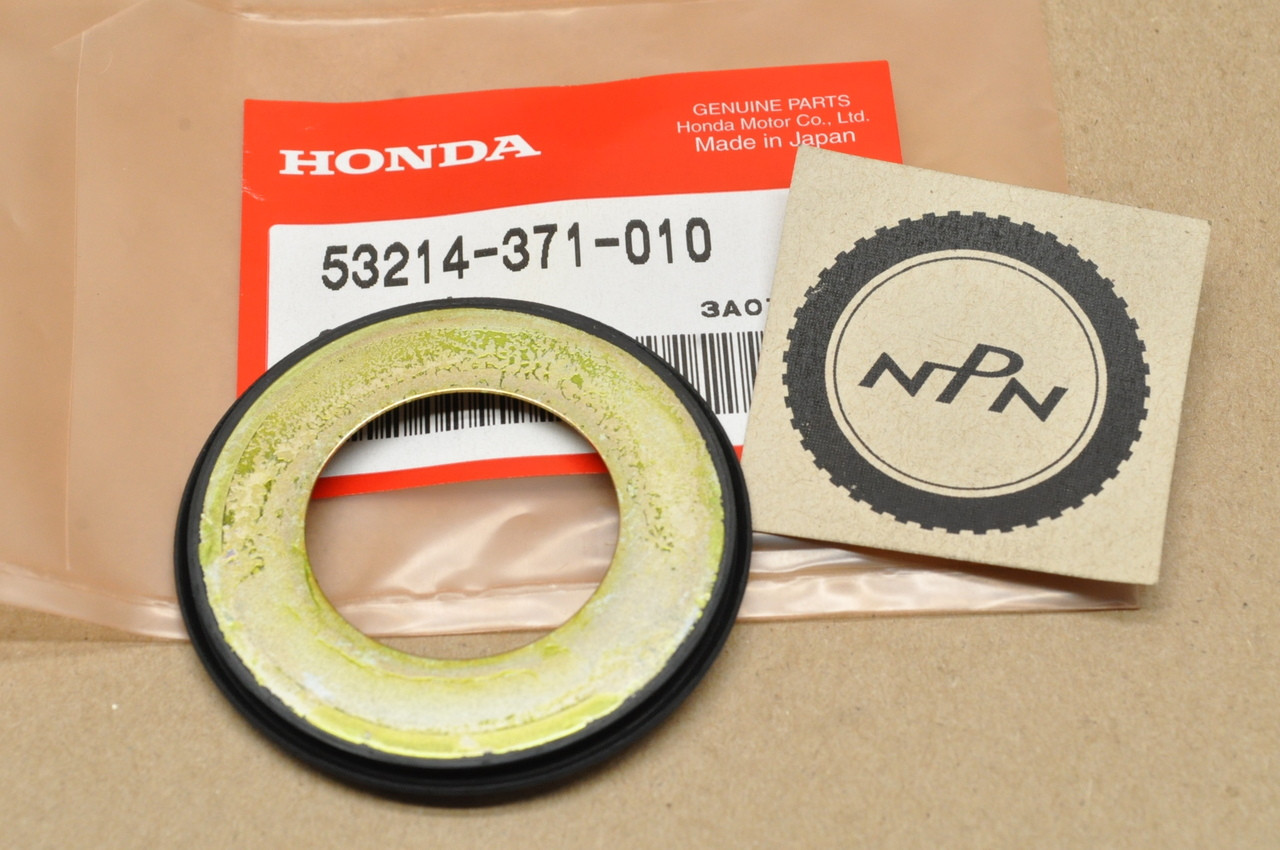 HONDA
GENUINE PARTS
Honda Motor Co., Ltd.
Made in Japan
53214-371-010
NPN